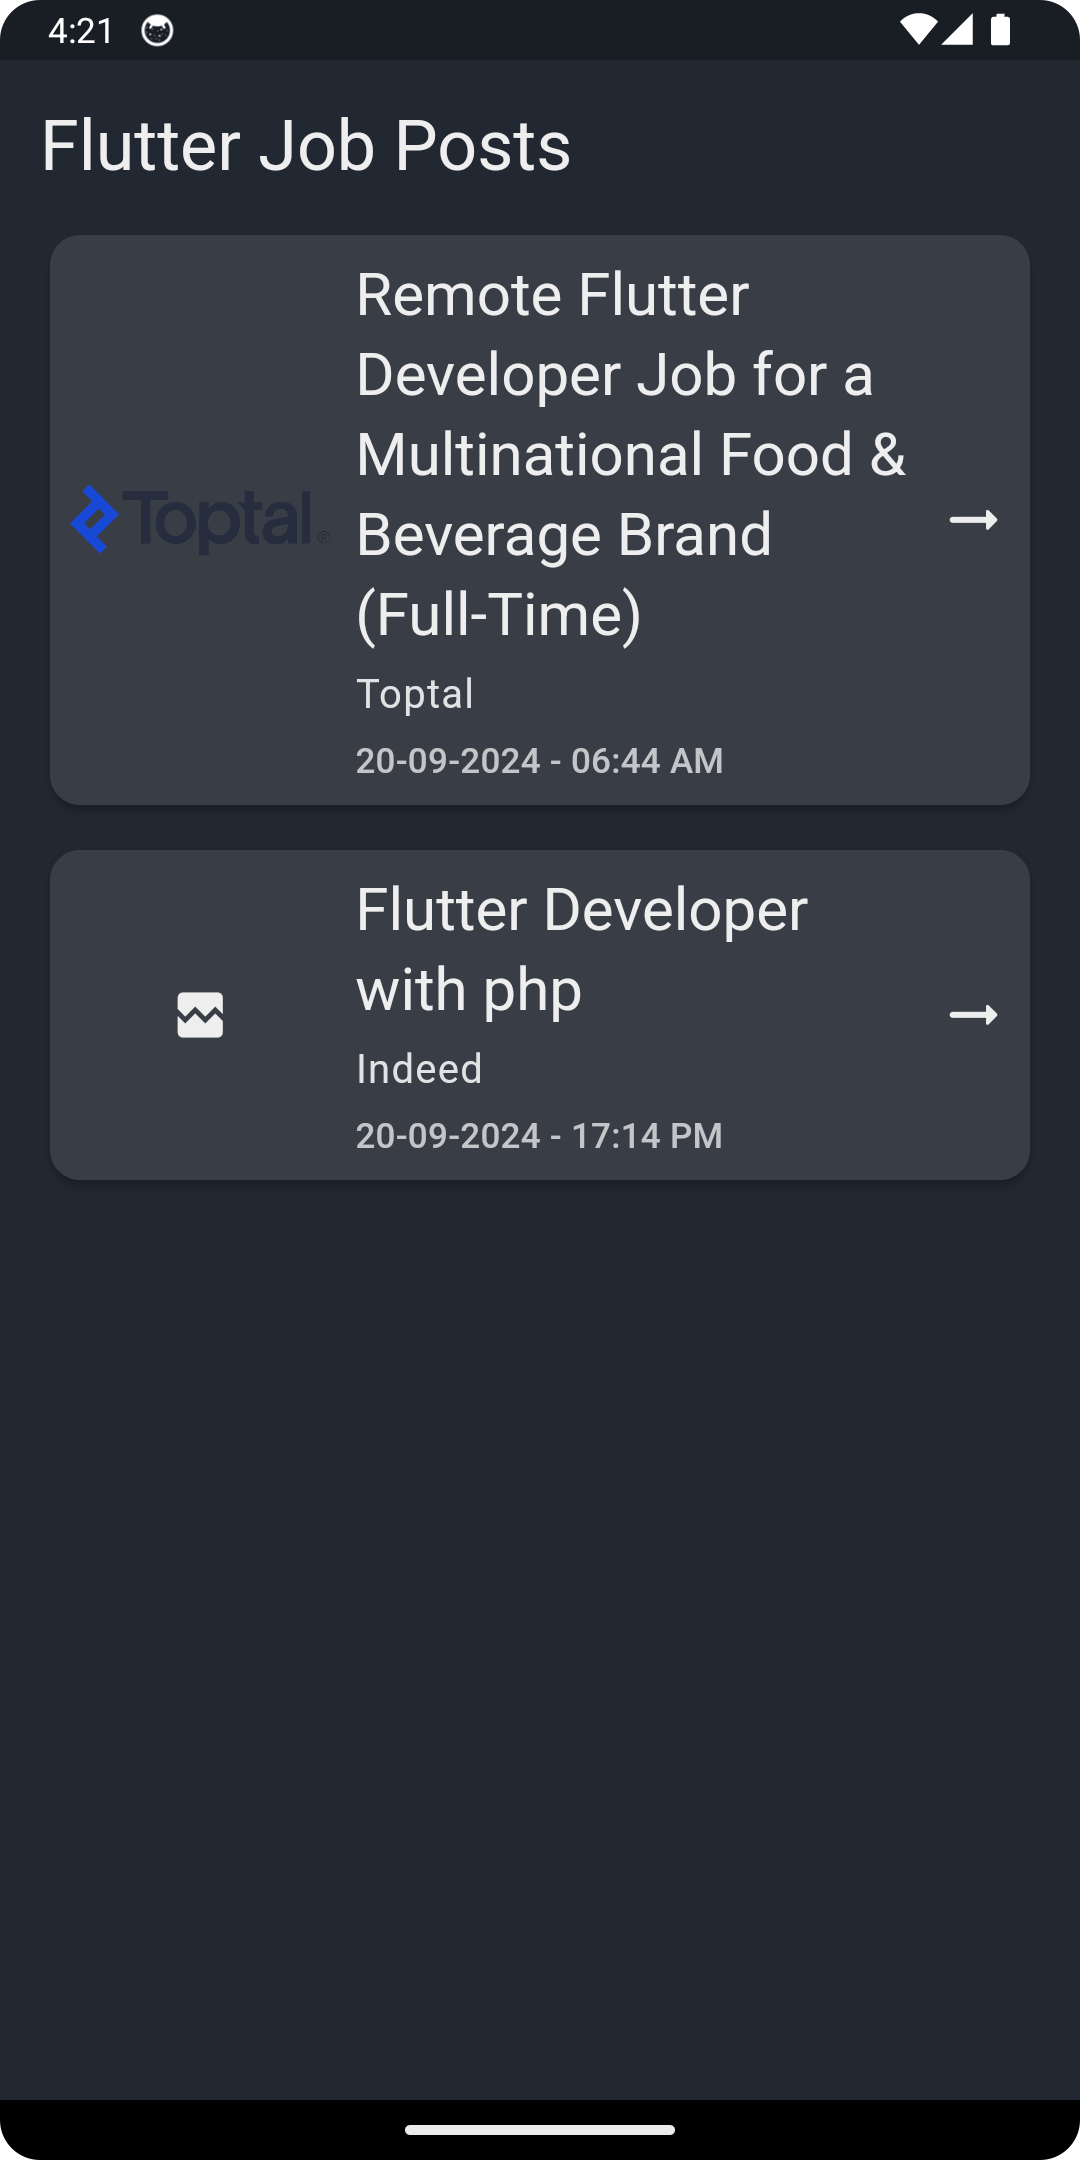 4:21
Flutter Job Posts
Remote Flutter
Developer Job for a
Multinational Food &
Beverage Brand
(Full-Time)
Toptal®
Toptal
20-09-2024 - 06:44 AM
Flutter Developer
with php
Indeed
20-09-2024 - 17:14 PM